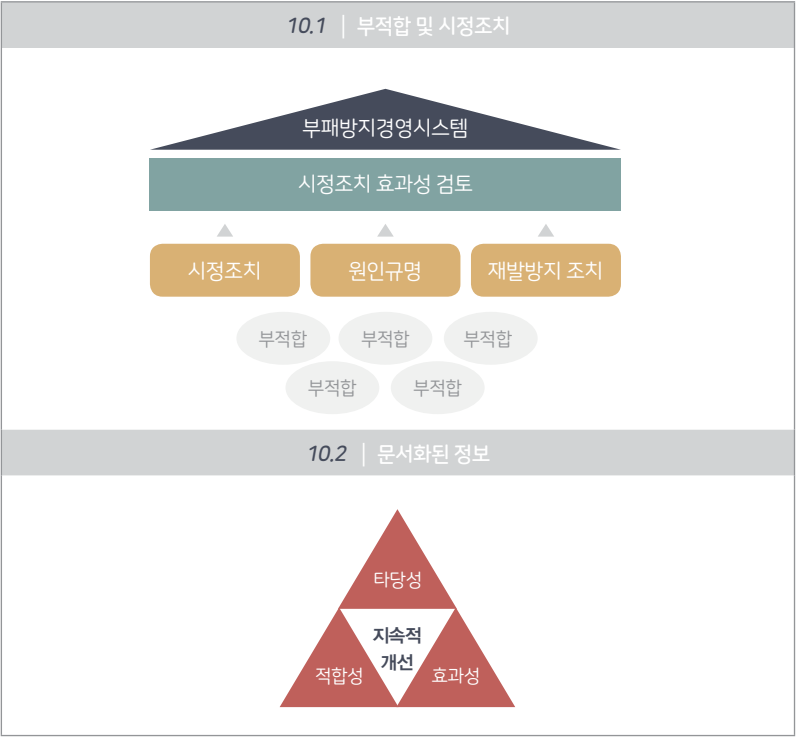 10.1 | 부적합 및 시정조치
부패방지경영시스템
시정조치 효과성 검토
시정조치 원인규명 재발방지 조치
부적합 부적합 부적합
부적합 부적합
10.2 | 문서화된 정보
타당성
지속적
개선
적합성 효과성